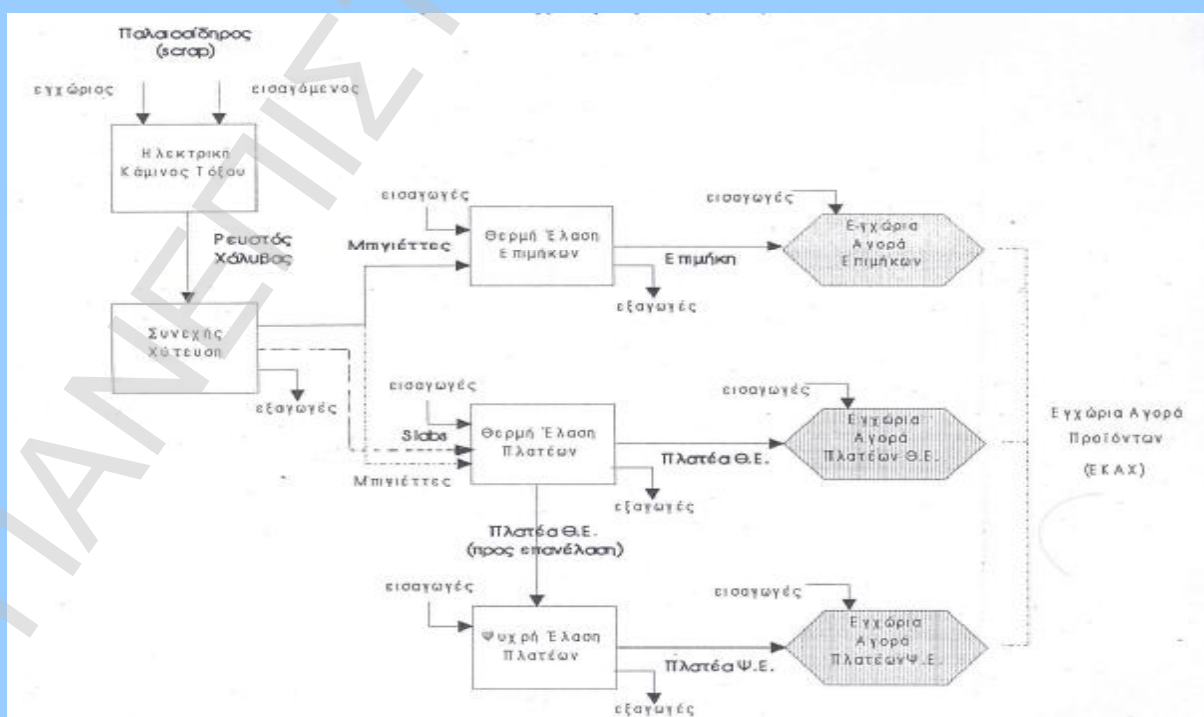 Παλαιοσίδηρος
(scrap)
εγχώριος
εισαγόμενος
Ηλεκτρική
Κάμινος Τόξου
Ρευστός
Χάλυβας
Συνεχής
Χύτευση
εξαγωγές
Μπιγιέττες
Slabs
Μπιγιέττες
εισαγωγές
Θερμή Έλαση
Επιμήκων
Επιμήκη
εξαγωγές
εισαγωγές
Εγχώρια
Αγορά
Επιμήκων
εισαγωγές
Θερμή Έλαση
Πλατέων
Πλατέα Θ.Ε.
εξαγωγές
εισαγωγές
Εγχώρια
Αγορά
Πλατέων Θ.Ε.
Πλατέα Θ.Ε.
(προς επανέλαση)
εισαγωγές
Ψυχρή Έλαση
Πλατέων
Πλατέα Ψ.Ε.
εξαγωγές
εισαγωγές
Εγχώρια
Αγορά
Πλατέων Ψ.Ε.
Εγχώρια Αγορά
Προϊόντων
(ΕΚΑΧ)